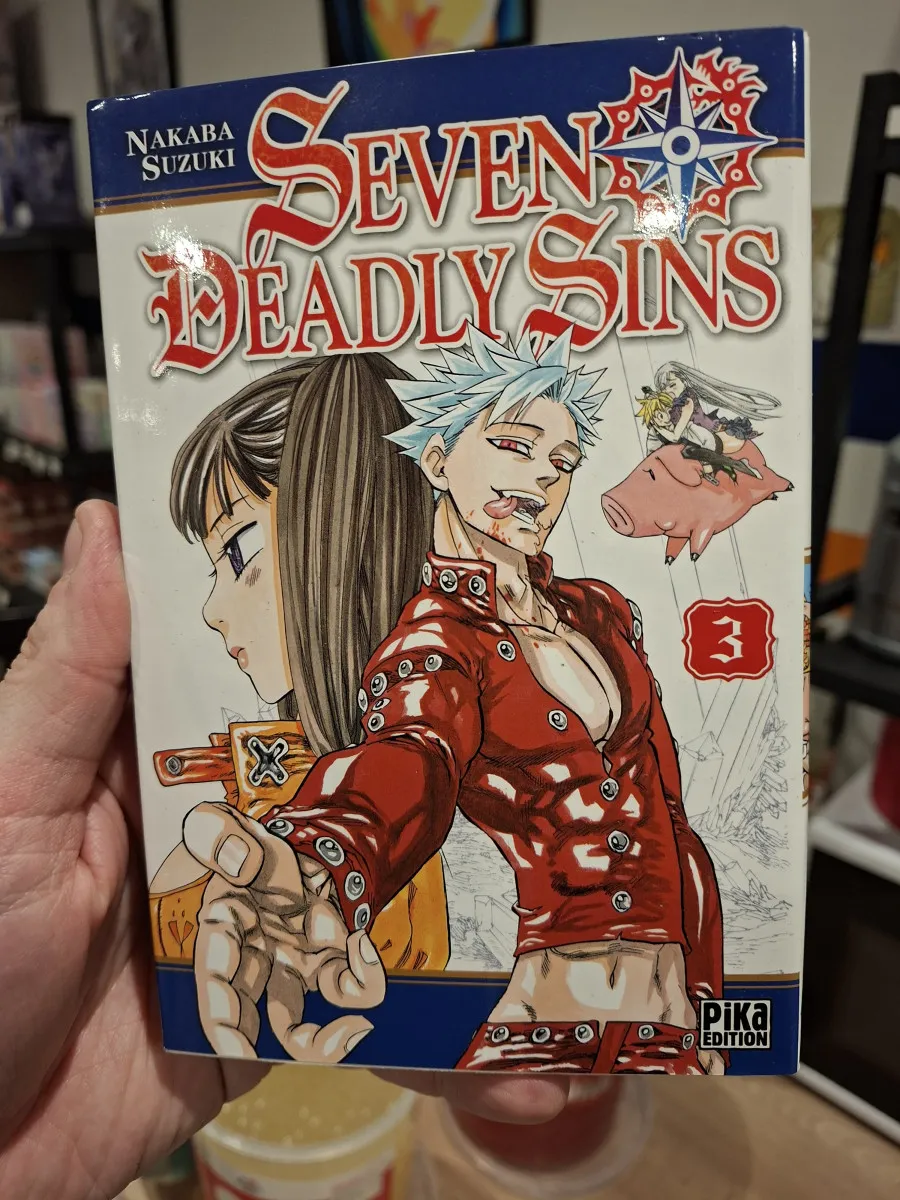 NAKABA
SUZUKI
SEVEN
DEADLY SINS
3
PiKa
EDITION